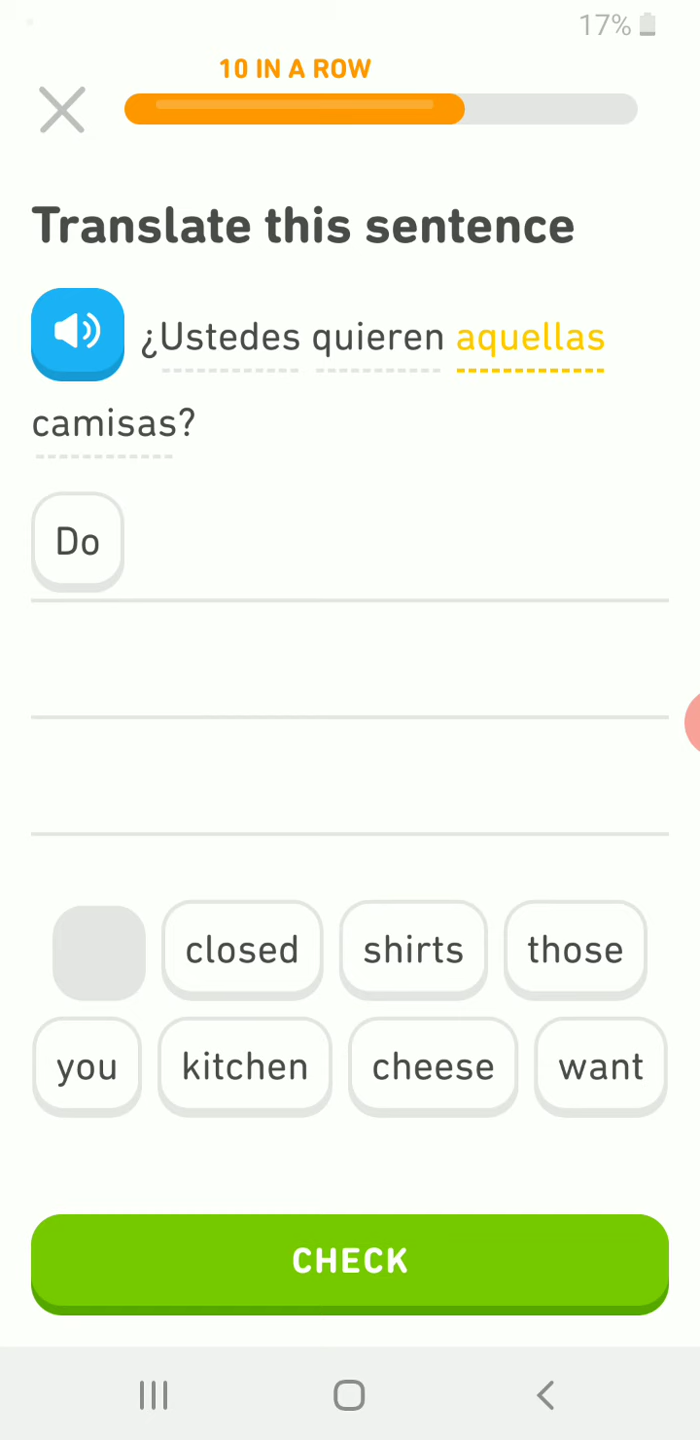 17%
10 IN A ROW
Translate this sentence
¿Ustedes quieren aquellas
camisas?
Do
closed shirts those
you kitchen cheese want
CHECK